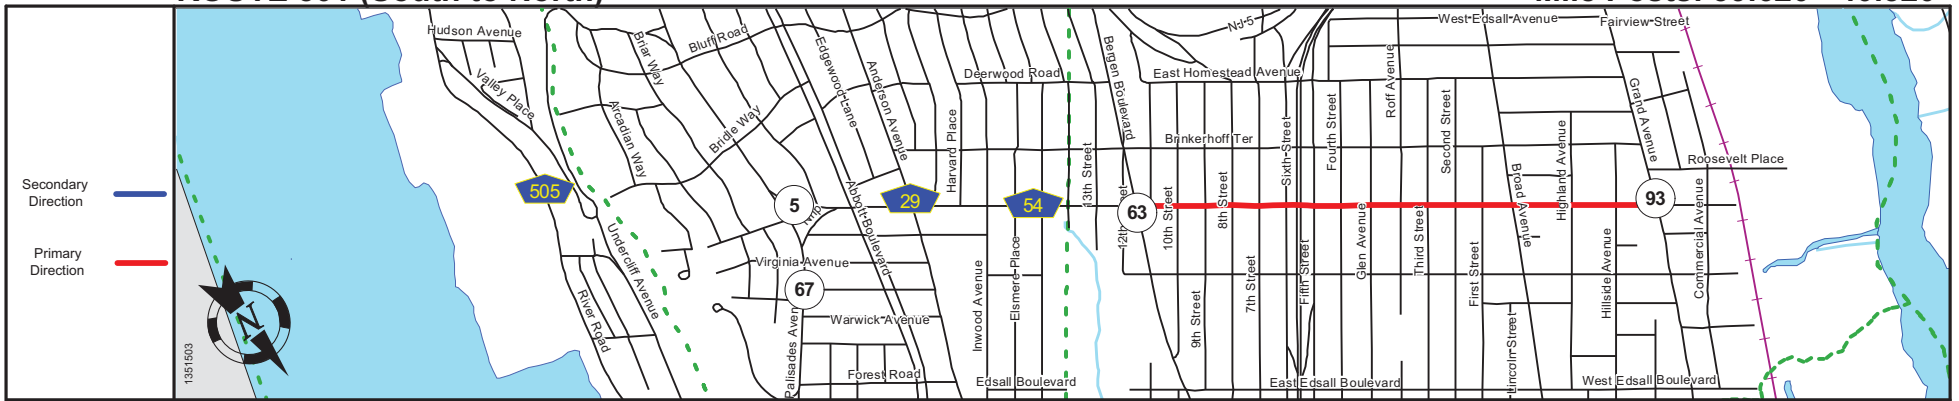 Hudson Avenue
Valley Place
Briar Way
Bluff Road
Arcadian Way
Bridle Way
Edgewood Lane
Anderson Avenue
Harvard Place
Deerwood Road
Bergen Boulevard
NJ 5
East Homestead Avenue
Brinkerhoff Ter
West Edsall Avenue
Fairview Street
Roff Avenue
Grand Avenue
Fourth Street
Second Street
Sixth Street
Highland Avenue
Roosevelt Place
Secondary
Direction
Primary
Direction
505
5
29
54
63
93
67
13th Street
10th Street
8th Street
Broad Avenue
Abbott Boulevard
Undercliff Avenue
River Road
Virginia Avenue
Warwick Avenue
Forest Road
Inwood Avenue
Elsmere Place
Edsall Boulevard
9th Street
7th Street
Fifth Street
Glen Avenue
Third Street
First Street
Lincoln Street
Hillside Avenue
Commercial Avenue
East Edsall Boulevard
West Edsall Boulevard
N
1351503